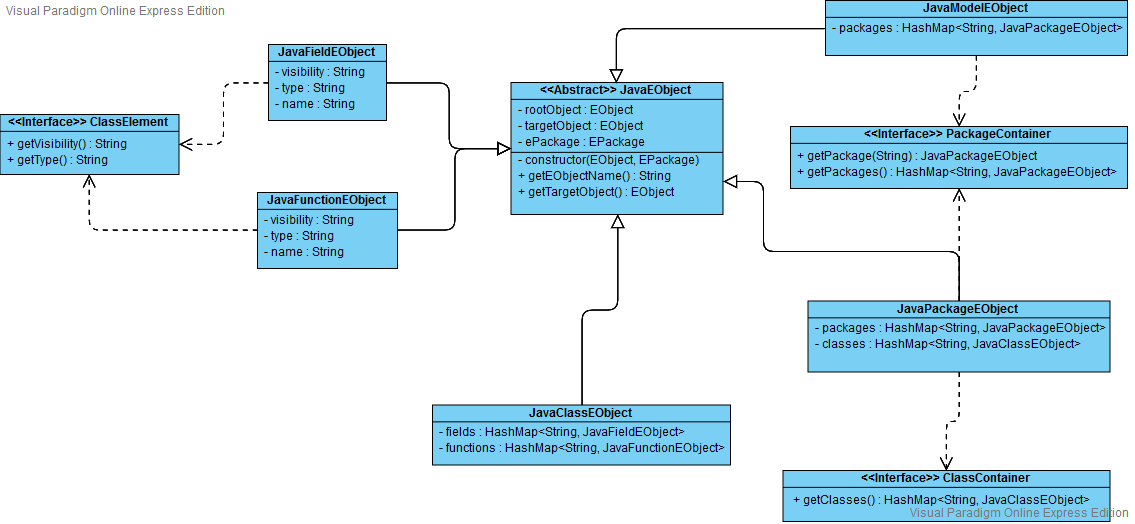 Visual Paradigm Online Express Edition
JavaModelEObject
- packages : HashMap<String, JavaPackageEObject>
JavaFieldEObject
- visibility : String
- type : String
- name : String
<<Abstract>> JavaEObject
- rootObject : EObject
- targetObject : EObject
- ePackage : EPackage
- constructor(EObject, EPackage)
+ getEObjectName() : String
+ getTargetObject() : EObject
<<Interface>> ClassElement
+ getVisibility() : String
+ getType() : String
<<Interface>> PackageContainer
+ getPackage(String) : JavaPackageEObject
+ getPackages() : HashMap<String, JavaPackageEObject>
JavaFunctionEObject
- visibility : String
- type : String
- name : String
JavaPackageEObject
- packages : HashMap<String, JavaPackageEObject>
- classes : HashMap<String, JavaClassEObject>
JavaClassEObject
- fields : HashMap<String, JavaFieldEObject>
- functions : HashMap<String, JavaFunctionEObject>
<<Interface>> ClassContainer
+ getClasses() : HashMap<String, JavaClassEObject>
Visual Paradigm Online Express Edition